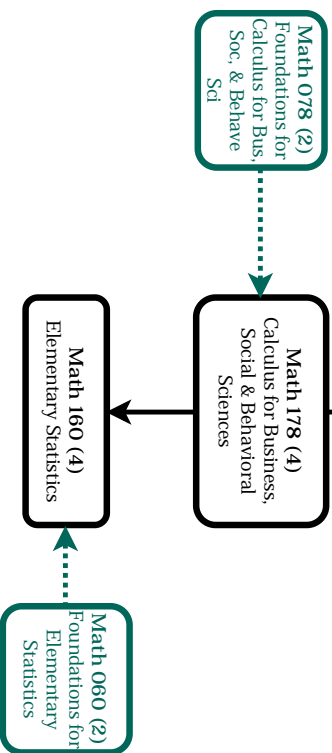 Math 078 (2)
Foundations for
Calculus for Bus,
Soc, & Behave
Sci
Math 178 (4)
Calculus for Business,
Social & Behavioral
Sciences
Math 160 (4)
Elementary Statistics
Math 060 (2)
Foundations for
Elementary
Statistics